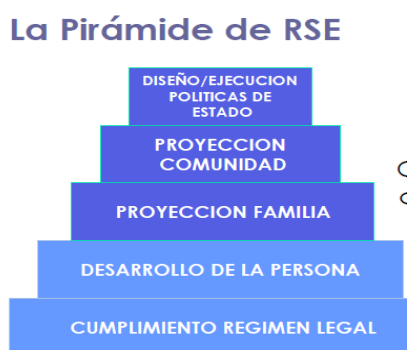 La Pirámide de RSE
DISEÑO/EJECUCION
POLITICAS DE
ESTADO
PROYECCION
COMUNIDAD
PROYECCION FAMILIA
DESARROLLO DE LA PERSONA
CUMPLIMIENTO REGIMEN LEGAL